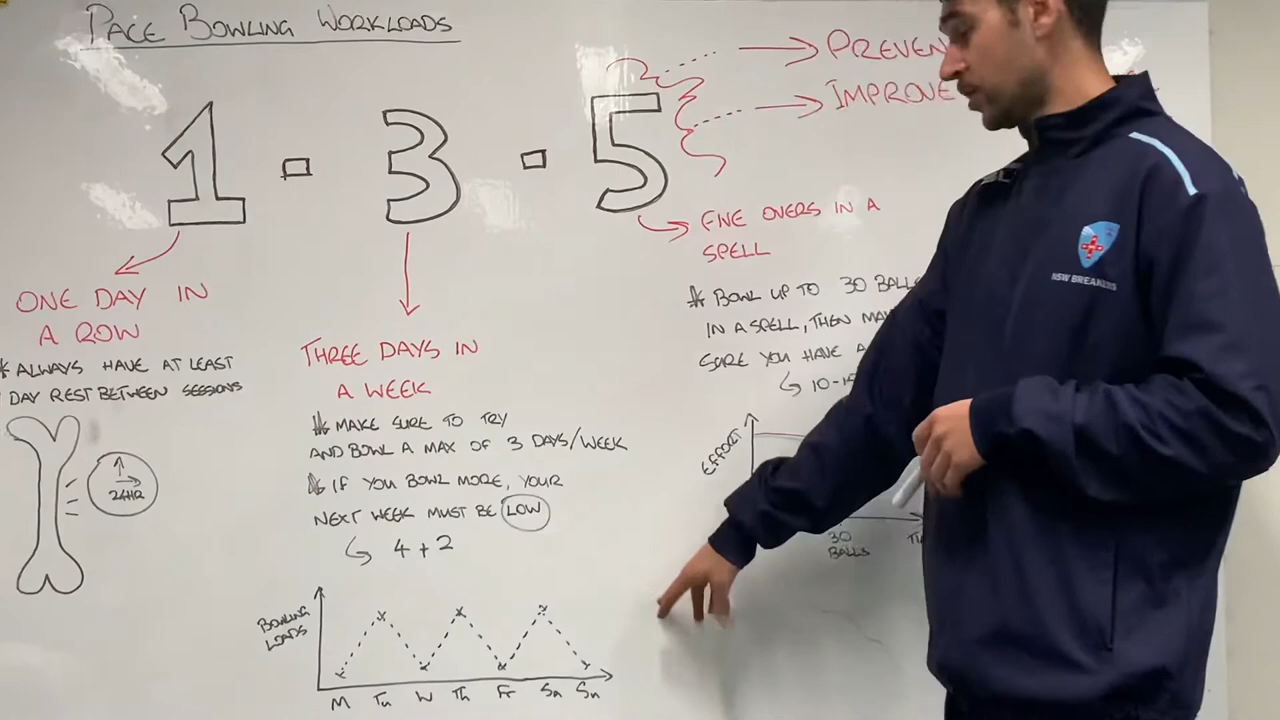 PACE BOWLING WORKLOADS
1 - 3 - 5
PREVEN
IMPROVE
ONE DAY IN
A ROW
* ALWAYS HAVE AT LEAST
DAY REST BETWEEN SESSIONS
24HR
THREE DAYS IN
A WEEK
* MAKE SURE TO TRY
AND BOWL A MAX OF 3 DAYS/WEEK
* IF YOU BOWL MORE, YOUR
NEXT WEEK MUST BE LOW
4 + 2
BOWLING
LOADS
M Tu W Th Fr Sa Su
FIVE OVERS IN A
SPELL
* BOWL UP TO 30 BALLS
IN A SPELL, THEN MA
SURE YOU HAVE A
10-15
EFFORT
30
BALLS
TI
NSW BREAKERS